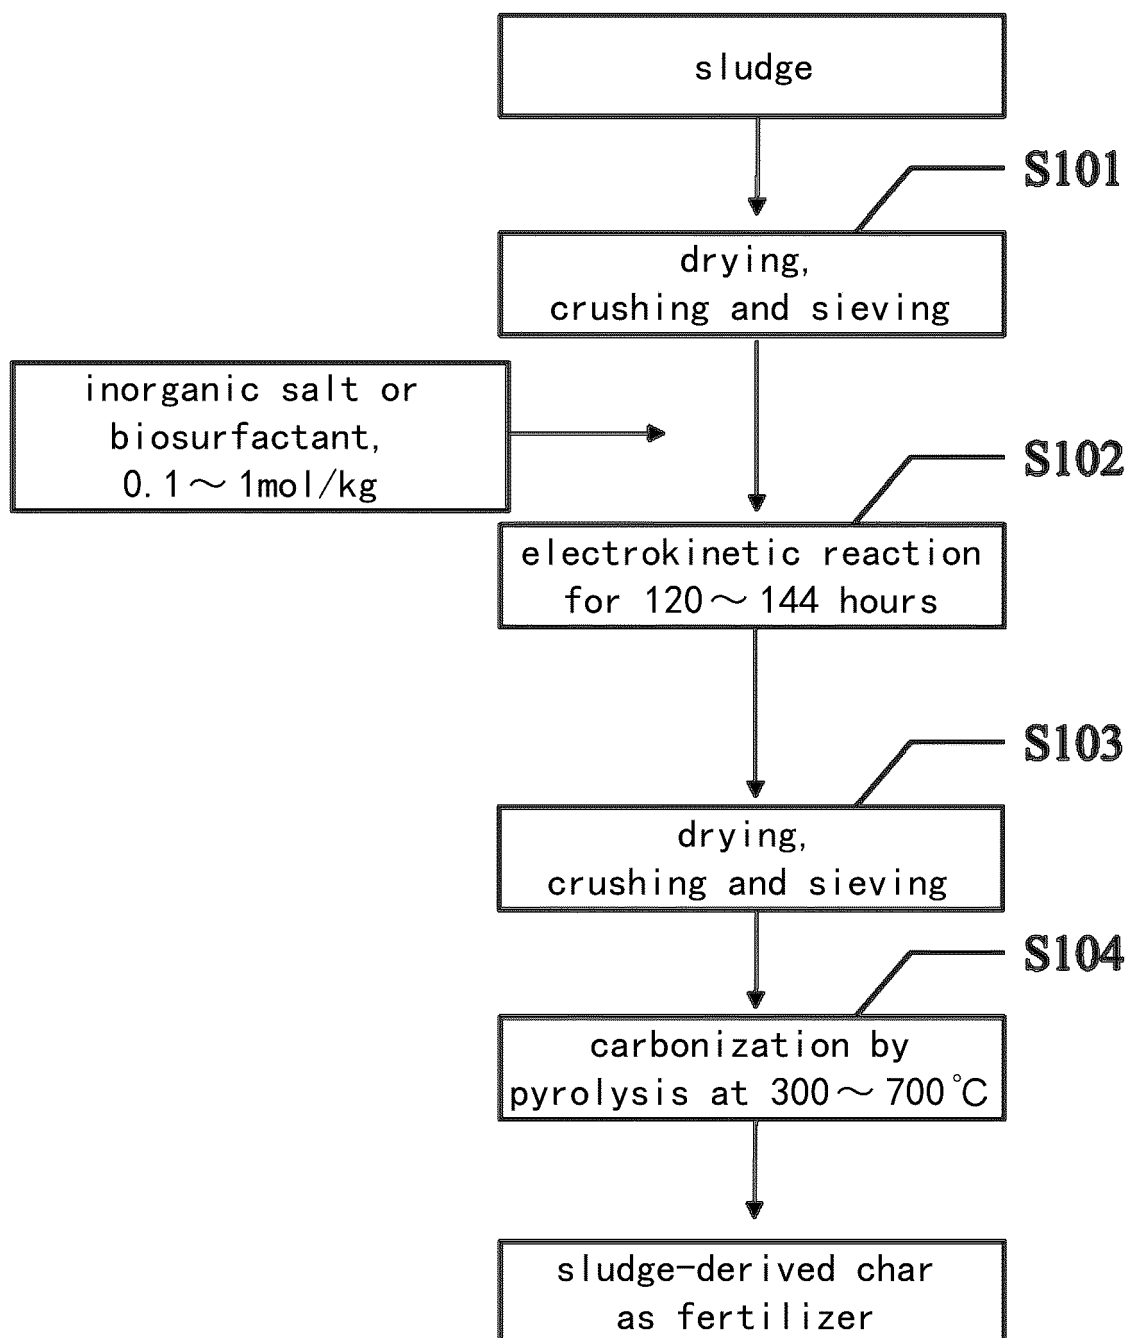 sludge
S101
drying,
crushing and sieving
inorganic salt or
biosurfactant,
0.1～1mol/kg
S102
electrokinetic reaction
for 120～144 hours
S103
drying,
crushing and sieving
S104
carbonization by
pyrolysis at 300～700℃
sludge-derived char
as fertilizer